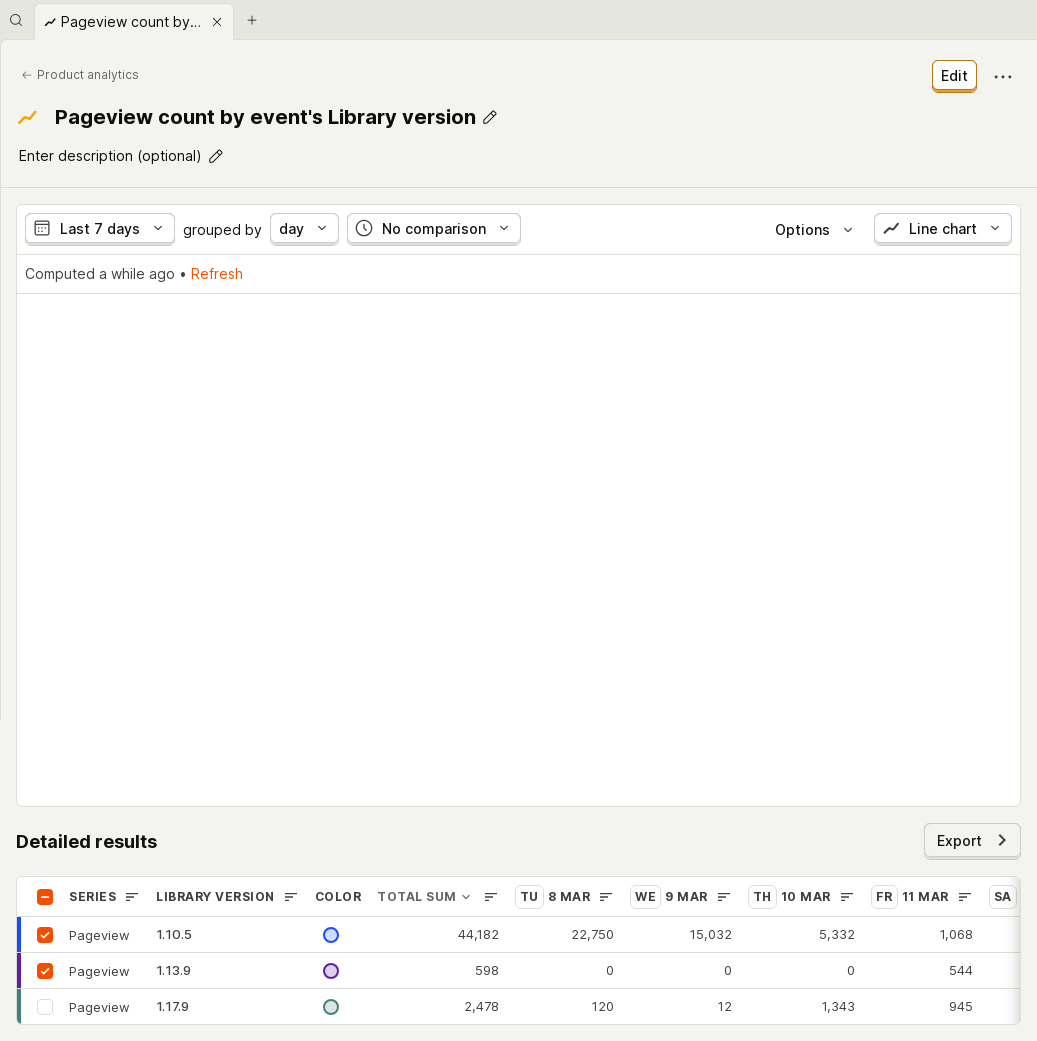 Pageview count by...
Product analytics
Edit
Pageview count by event's Library version
Enter description (optional)
Last 7 days grouped by day No comparison Options Line chart
Computed a while ago • Refresh
Detailed results
Export
SERIES LIBRARY VERSION COLOR TOTAL SUM TU 8 MAR WE 9 MAR TH 10 MAR FR 11 MAR SA
Pageview 1.10.5 44,182 22,750 15,032 5,332 1,068
Pageview 1.13.9 598 0 0 0 544
Pageview 1.17.9 2,478 120 12 1,343 945